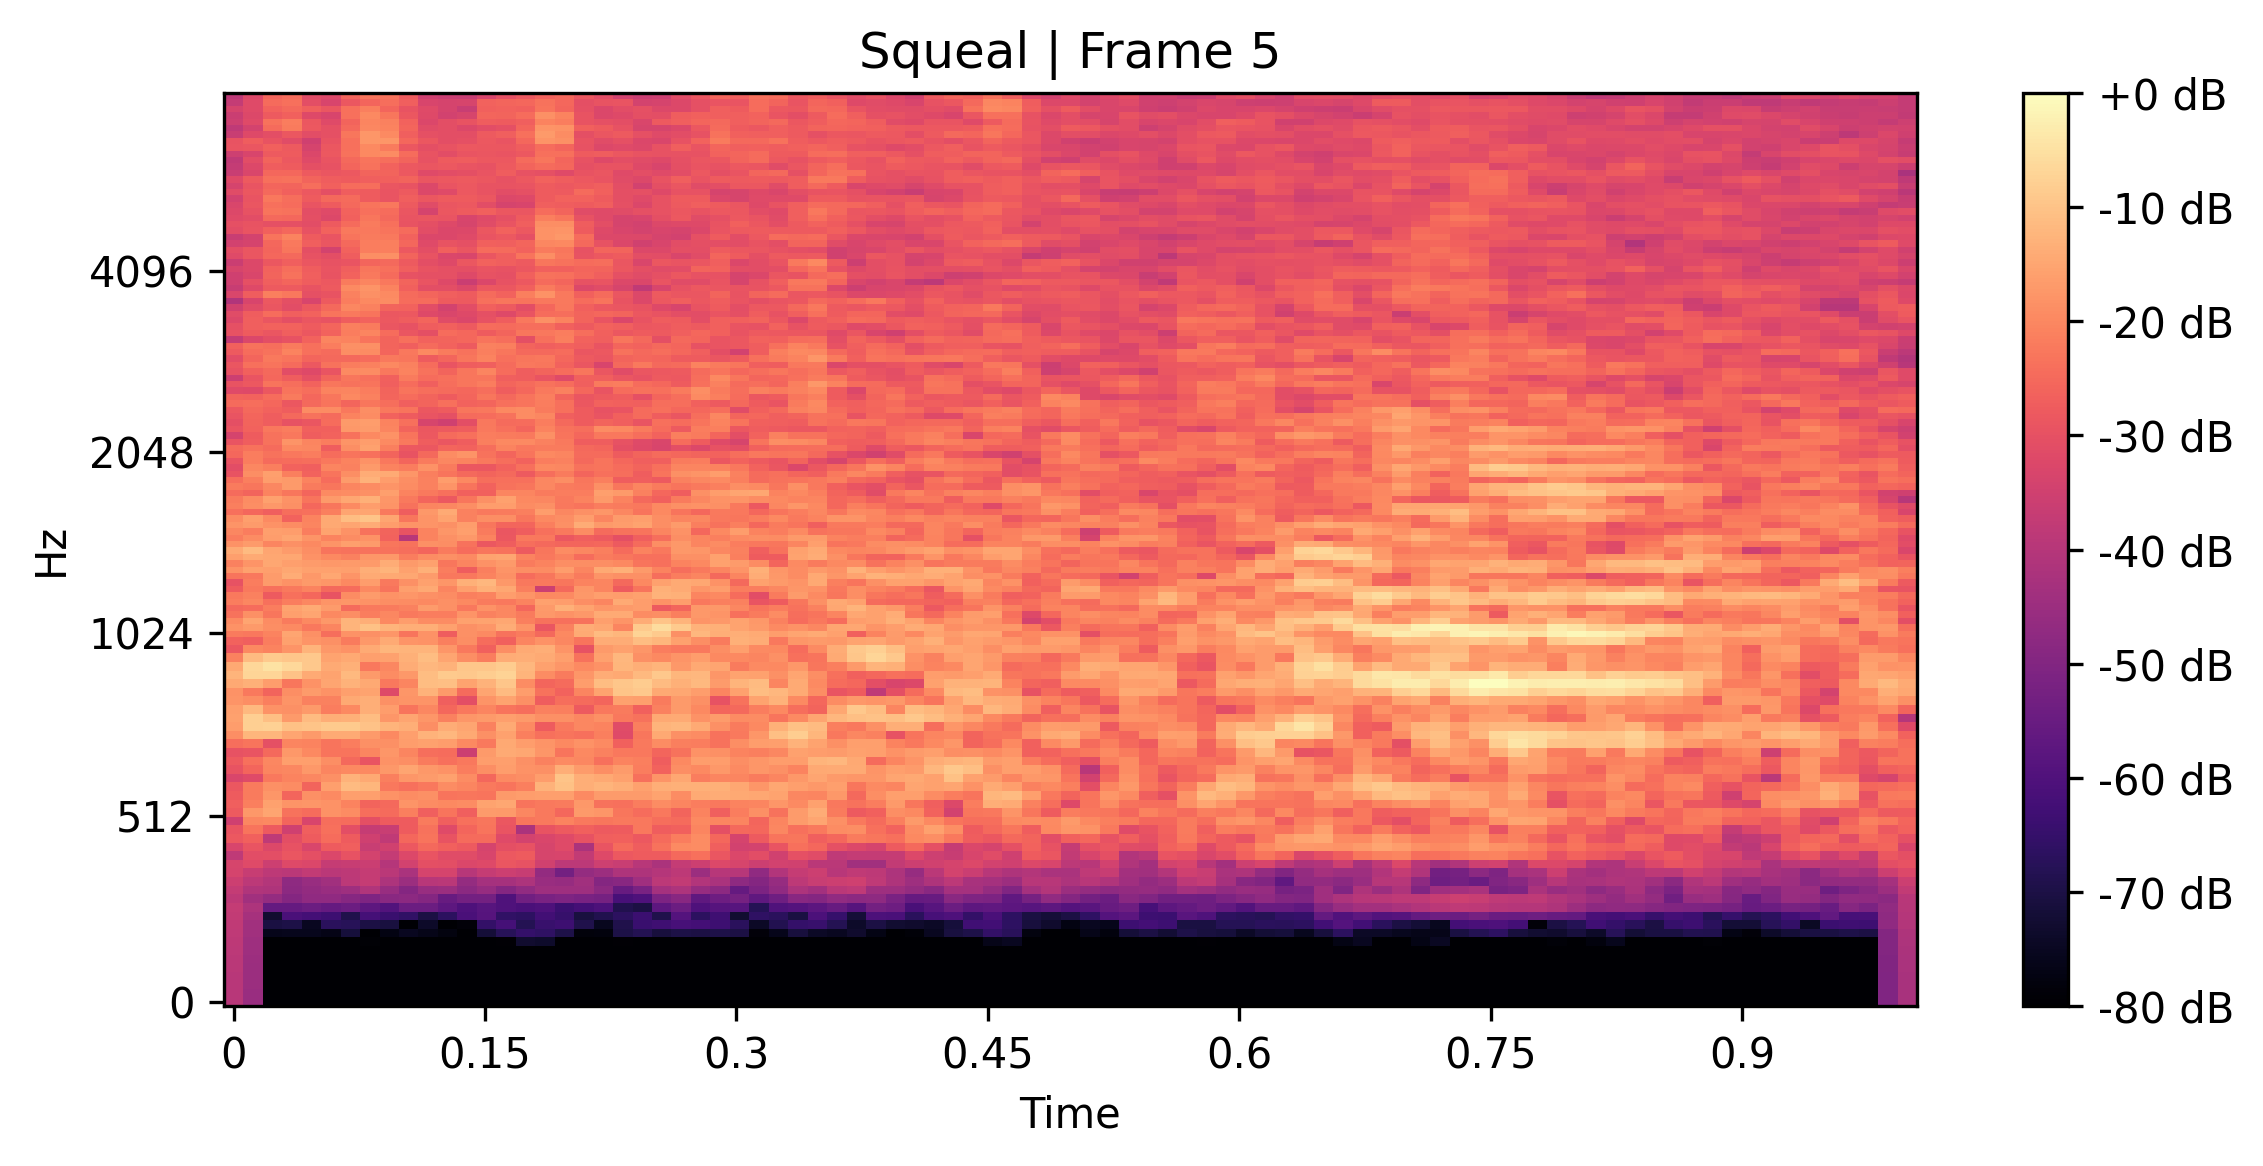 Squeal | Frame 5
Hz
4096
2048
1024
512
0
0 0.15 0.3 0.45 0.6 0.75 0.9
Time
+0 dB
-10 dB
-20 dB
-30 dB
-40 dB
-50 dB
-60 dB
-70 dB
-80 dB